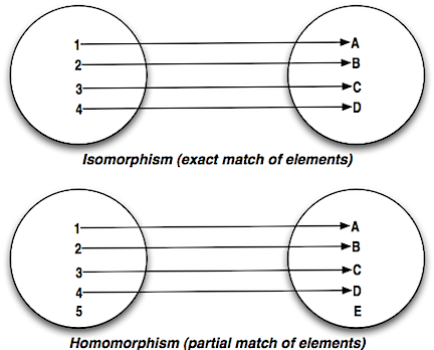 1 A
2 B
3 C
4 D
Isomorphism (exact match of elements)
1 A
2 B
3 C
4 D
5 E
Homomorphism (partial match of elements)